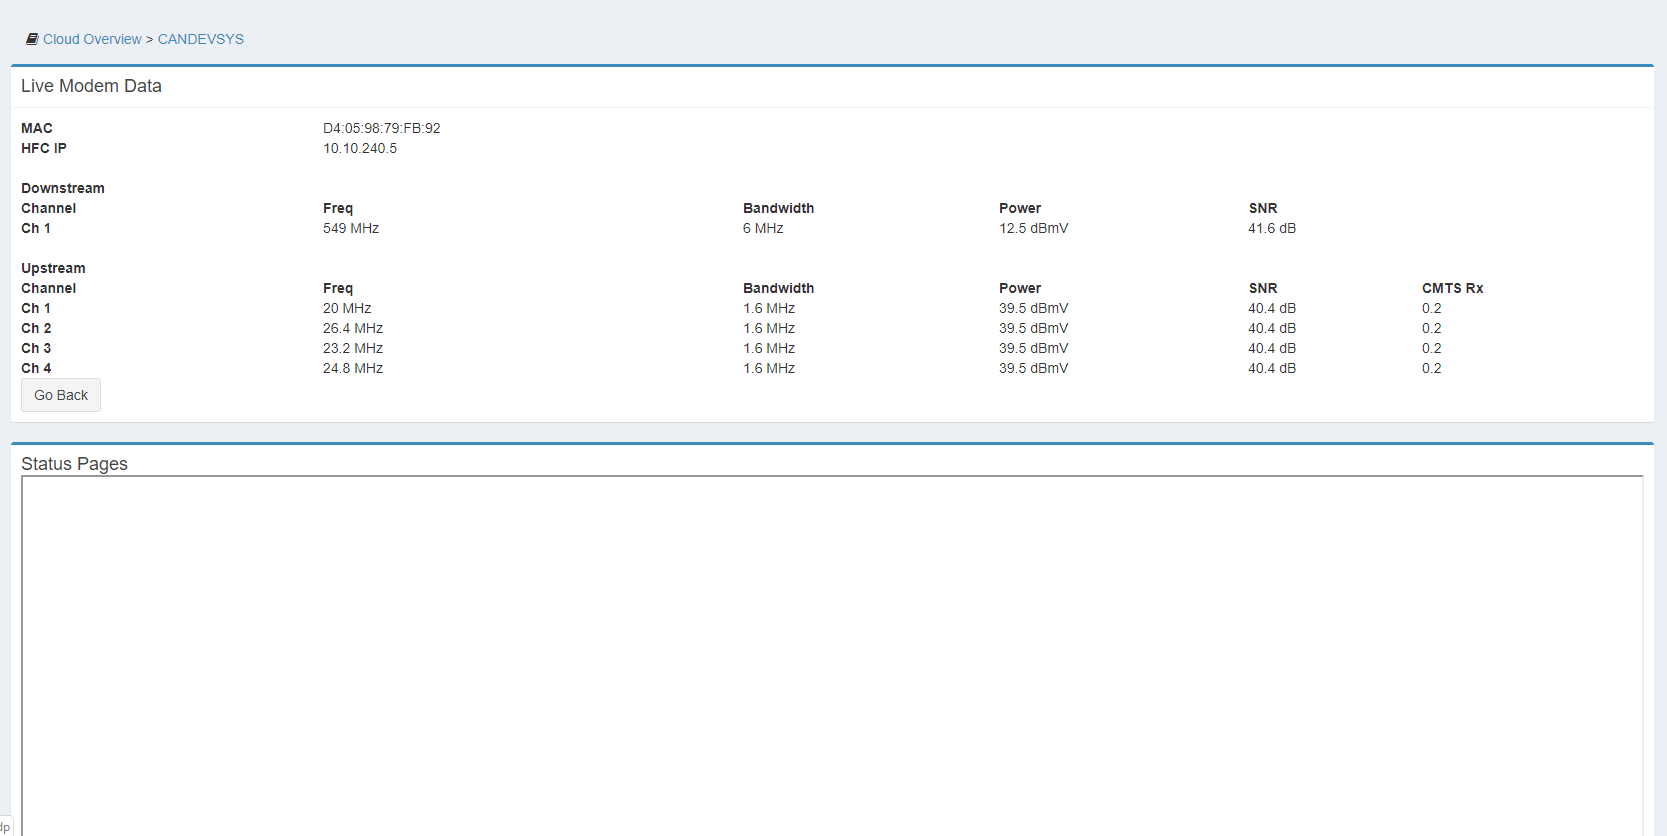 Cloud Overview > CANDEVSYS
Live Modem Data
MAC D4:05:98:79:FB:92
HFC IP 10.10.240.5
Downstream
Channel Freq Bandwidth Power SNR
Ch 1 549 MHz 6 MHz 12.5 dBmV 41.6 dB
Upstream
Channel Freq Bandwidth Power SNR CMTS Rx
Ch 1 20 MHz 1.6 MHz 39.5 dBmV 40.4 dB 0.2
Ch 2 26.4 MHz 1.6 MHz 39.5 dBmV 40.4 dB 0.2
Ch 3 23.2 MHz 1.6 MHz 39.5 dBmV 40.4 dB 0.2
Ch 4 24.8 MHz 1.6 MHz 39.5 dBmV 40.4 dB 0.2
Go Back
Status Pages